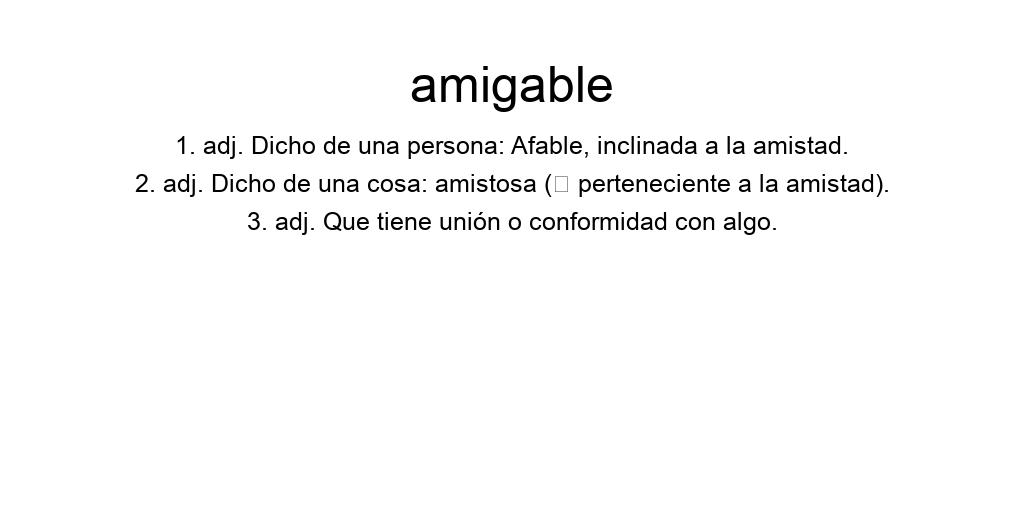 amigable
1. adj. Dicho de una persona: Afable, inclinada a la amistad.
2. adj. Dicho de una cosa: amistosa (□ perteneciente a la amistad).
3. adj. Que tiene unión o conformidad con algo.